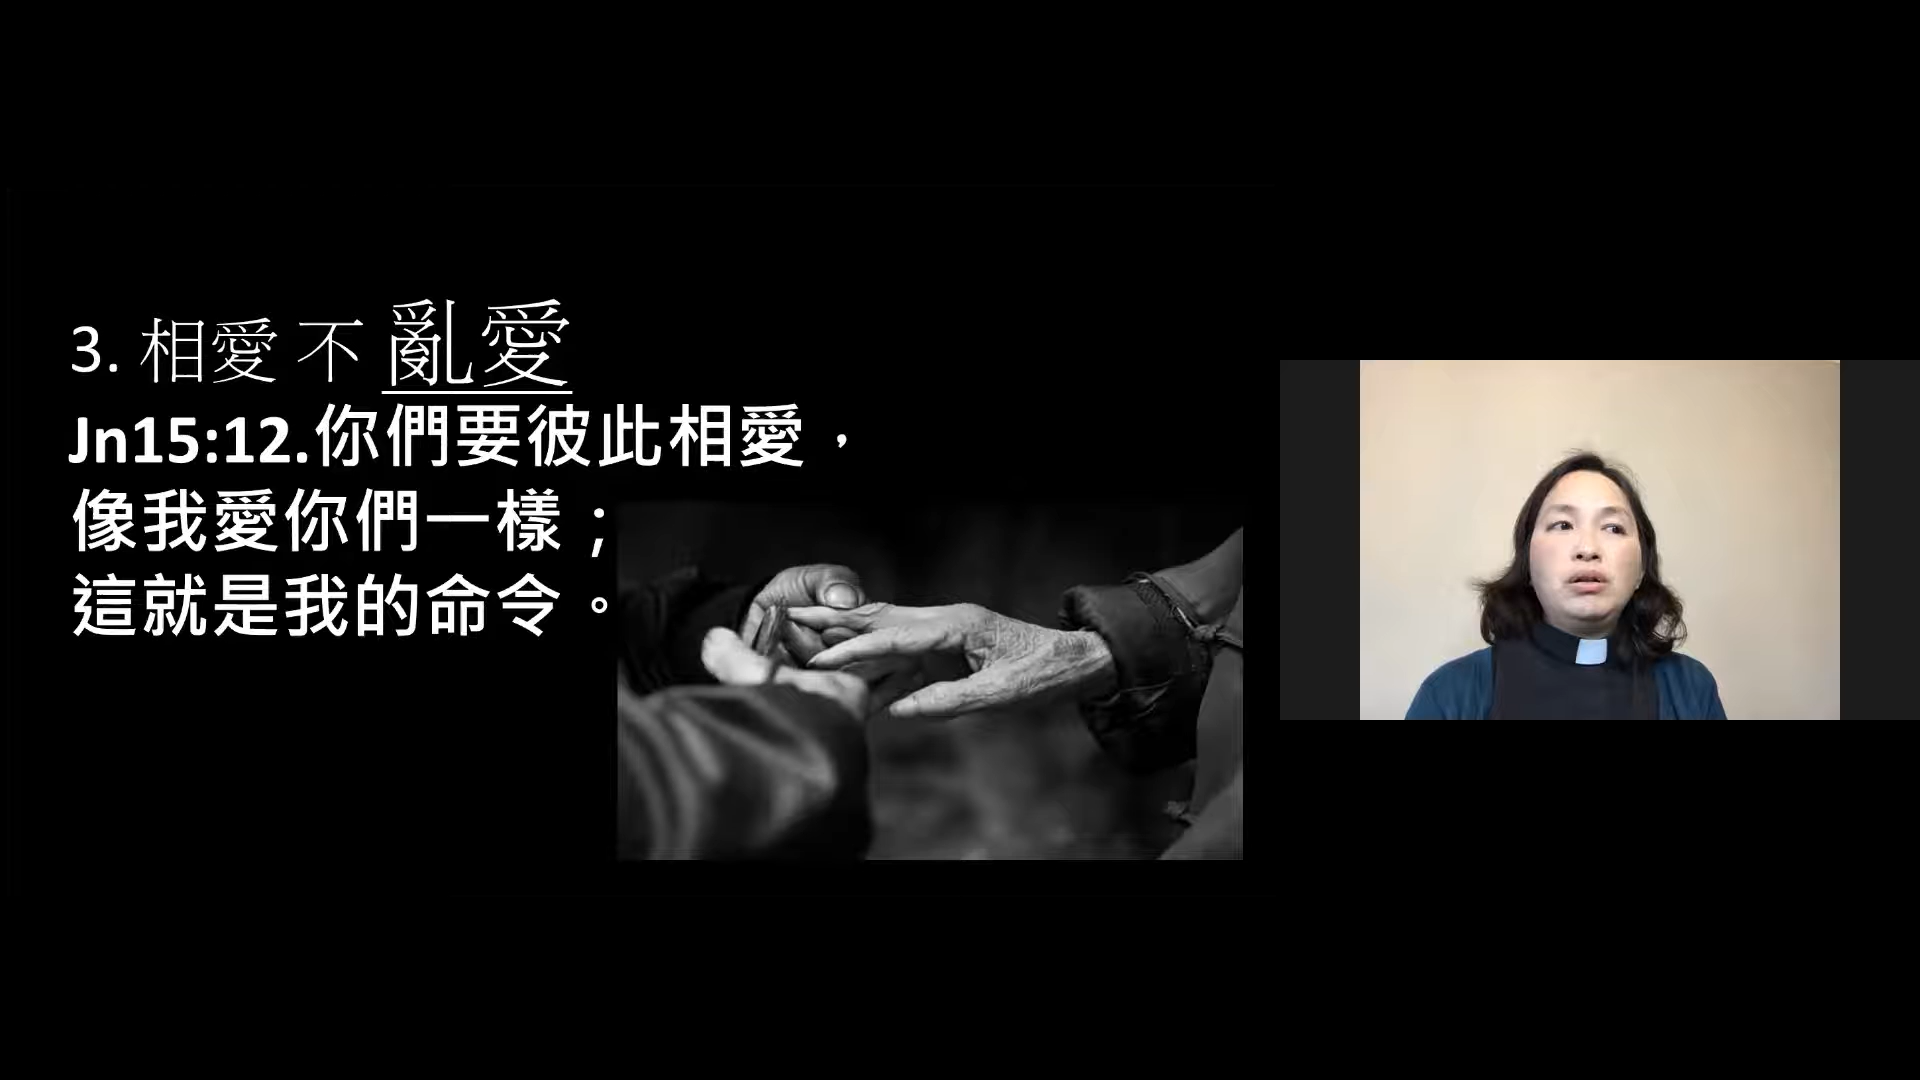 3. 相愛 不 亂愛
Jn15:12.你們要彼此相愛，
像我愛你們一樣；
這就是我的命令。